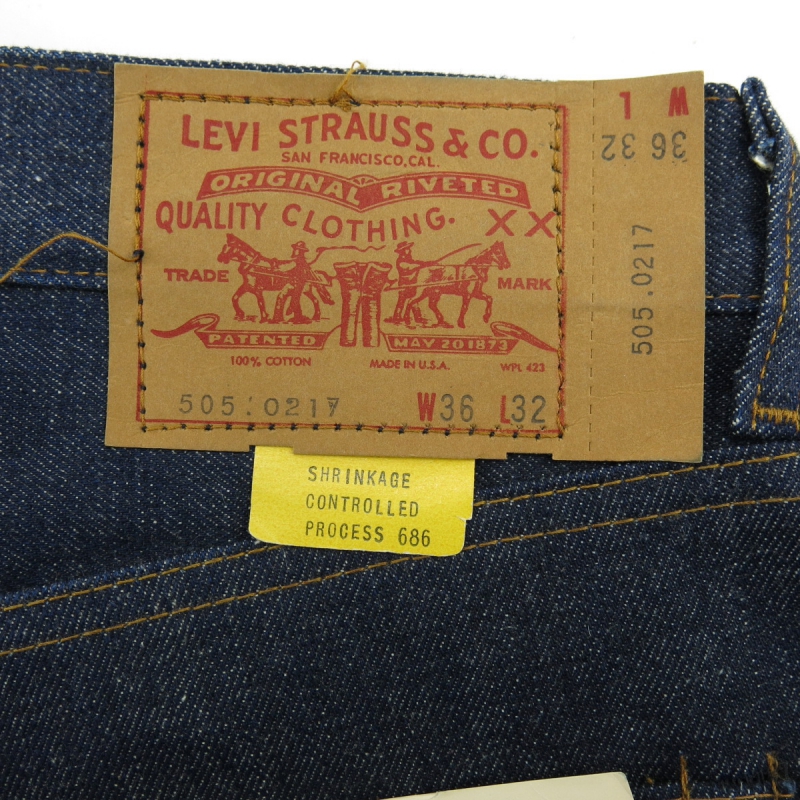 LEVI STRAUSS & CO.
SAN FRANCISCO, CAL.
ORIGINAL RIVETED
QUALITY CLOTHING. XX
TRADE MARK
PATENTED MAY 20 1873
100% COTTON MADE IN U.S.A. WPL 423
505.0217 W36 L32
W L
36 32
505.0217
SHRINKAGE
CONTROLLED
PROCESS 686